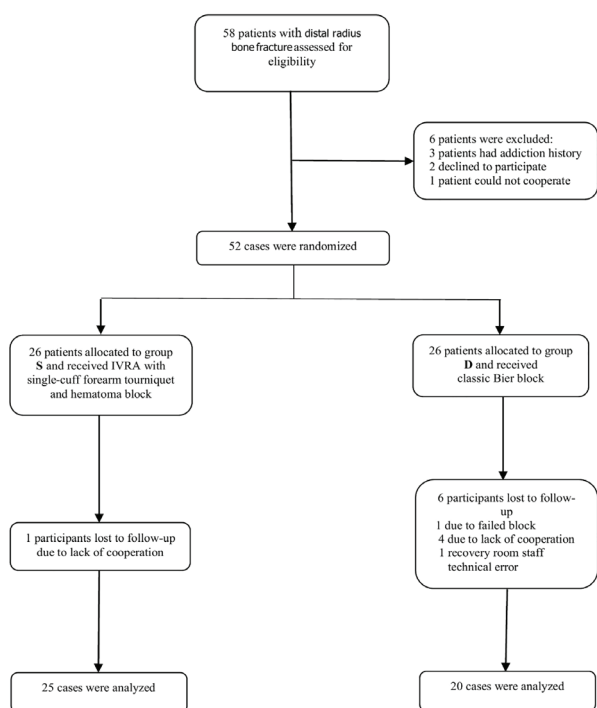 58 patients with distal radius
bone fracture assessed for
eligibility
6 patients were excluded:
3 patients had addiction history
2 declined to participate
1 patient could not cooperate
52 cases were randomized
26 patients allocated to group
S and received IVRA with
single-cuff forearm tourniquet
and hematoma block
26 patients allocated to group
D and received
classic Bier block
1 participants lost to follow-up
due to lack of cooperation
6 participants lost to follow-
up
1 due to failed block
4 due to lack of cooperation
1 recovery room staff
technical error
25 cases were analyzed
20 cases were analyzed